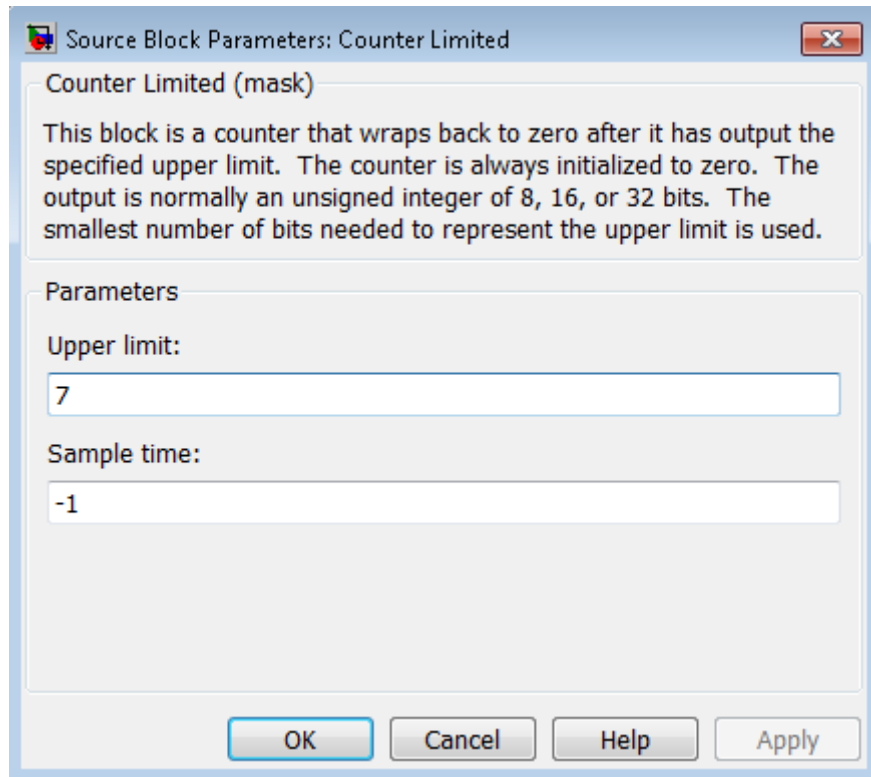 Source Block Parameters: Counter Limited
Counter Limited (mask)
This block is a counter that wraps back to zero after it has output the
specified upper limit.  The counter is always initialized to zero.  The
output is normally an unsigned integer of 8, 16, or 32 bits.  The
smallest number of bits needed to represent the upper limit is used.
Parameters
Upper limit:
7
Sample time:
-1
OK Cancel Help Apply